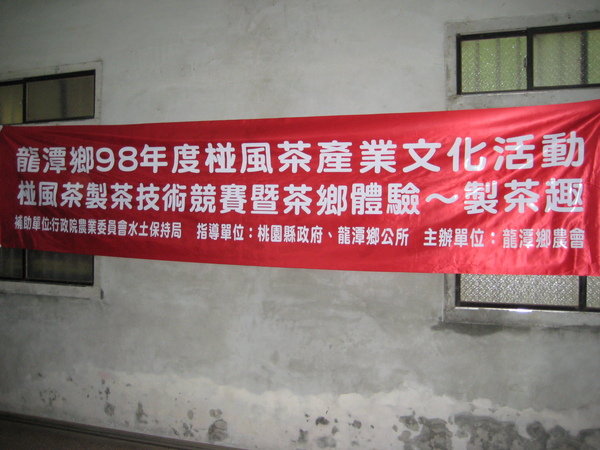 龍潭鄉98年度椪風茶產業文化活動
椪風茶製茶技術競賽暨茶鄉體驗～製茶趣
補助單位:行政院農業委員會水土保持局 指導單位：桃園縣政府、龍潭鄉公所 主辦單位：龍潭鄉農會